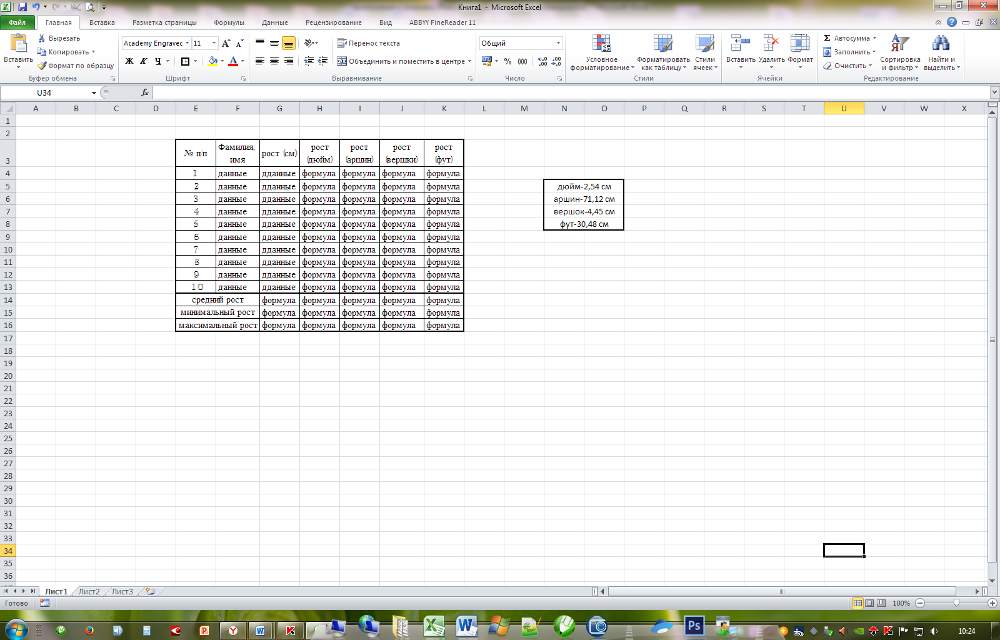 Книга1 - Microsoft Excel
Файл Главная Вставка Разметка страницы Формулы Данные Рецензирование Вид ABBYY FineReader 11
Вставить
Вырезать
Копировать
Формат по образцу
Буфер обмена
Academy Engravec 11
Ж К Ч
Шрифт
Перенос текста
Объединить и поместить в центре
Выравнивание
Общий
% 000
Число
Условное форматирование
Форматировать как таблицу
Стили ячеек
Стили
Вставить Удалить Формат
Ячейки
Σ Автосумма
Заполнить
Очистить
Сортировка и фильтр
Найти и выделить
Редактирование
U34 fx
A B C D E F G H I J K L M N O P Q R S T U V W X
1
2
3 № п/п Фамилия, имя рост (см) рост (дюйм) рост (аршин) рост (вершки) рост (фут)
4 1 данные дданные формула формула формула формула
5 2 данные дданные формула формула формула формула дюйм-2,54 см
6 3 данные дданные формула формула формула формула аршин-71,12 см
7 4 данные дданные формула формула формула формула вершок-4,45 см
8 5 данные дданные формула формула формула формула фут-30,48 см
9 6 данные дданные формула формула формула формула
10 7 данные дданные формула формула формула формула
11 8 данные дданные формула формула формула формула
12 9 данные дданные формула формула формула формула
13 10 данные дданные формула формула формула формула
14 средний рост формула формула формула формула формула
15 минимальный рост формула формула формула формула формула
16 максимальный рост формула формула формула формула формула
17
18
19
20
21
22
23
24
25
26
27
28
29
30
31
32
33
34
35
36
Лист1 Лист2 Лист3
Готово 100%
10:24